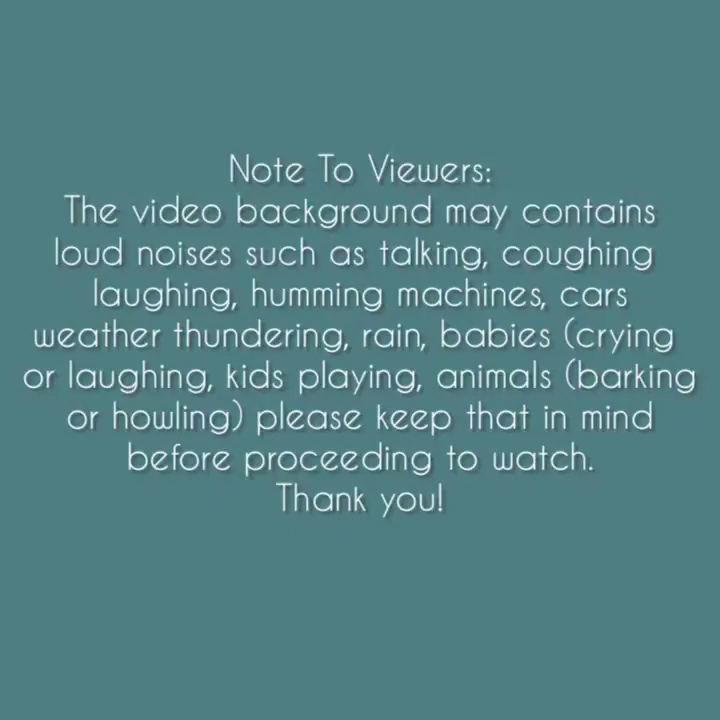 Note To Viewers:
The video background may contains
loud noises such as talking, coughing
laughing, humming machines, cars
weather thundering, rain, babies (crying
or laughing, kids playing, animals (barking
or howling) please keep that in mind
before proceeding to watch.
Thank you!